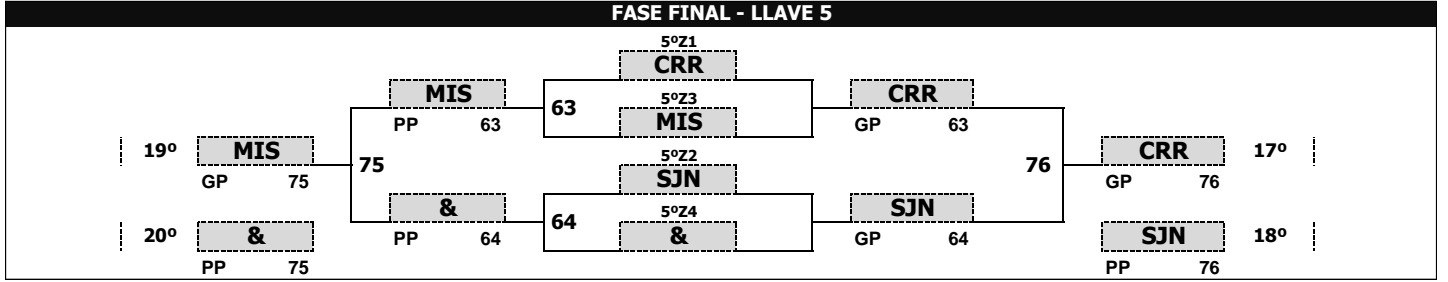 FASE FINAL - LLAVE 5
5ºZ1
CRR
MIS 63 5ºZ3 CRR
PP 63 MIS GP 63
19º MIS 75 5ºZ2 76 CRR 17º
GP 75 SJN GP 76
& 64 5ºZ4 SJN
20º & PP 64 & GP 64 SJN 18º
PP 75 PP 76